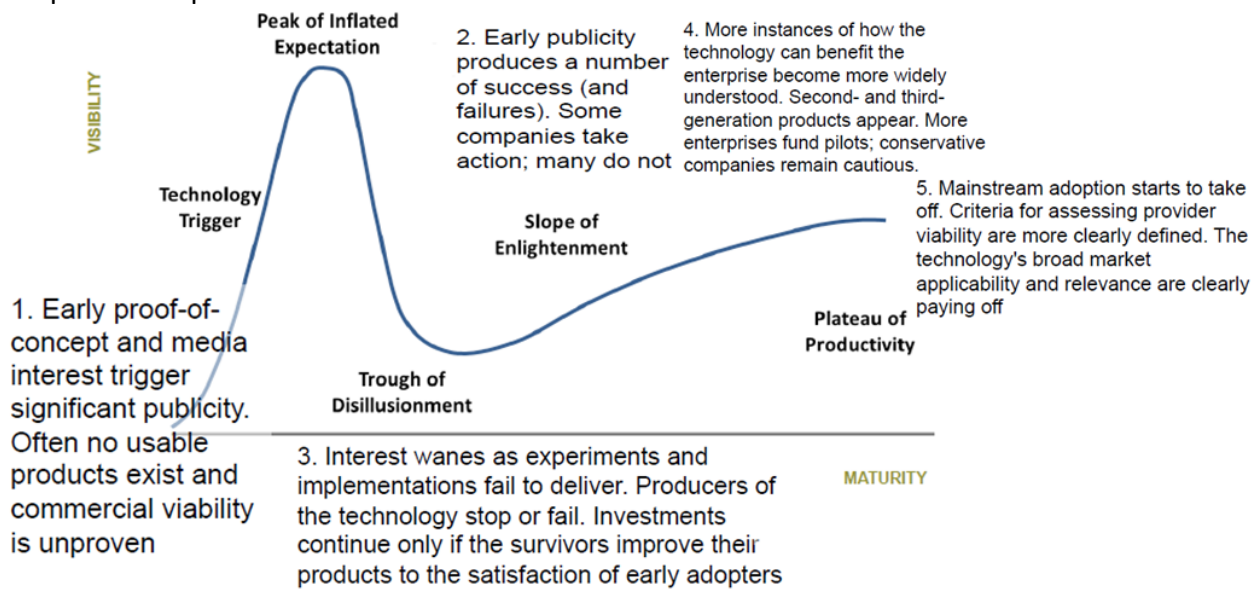 Peak of Inflated
Expectation
2. Early publicity
produces a number
of success (and
failures). Some
companies take
action; many do not
4. More instances of how the
technology can benefit the
enterprise become more widely
understood. Second- and third-
generation products appear. More
enterprises fund pilots; conservative
companies remain cautious.
VISIBILITY
Technology
Trigger
Slope of
Enlightenment
5. Mainstream adoption starts to take
off. Criteria for assessing provider
viability are more clearly defined. The
technology's broad market
applicability and relevance are clearly
paying off
Plateau of
Productivity
1. Early proof-of-
concept and media
interest trigger
significant publicity.
Often no usable
products exist and
commercial viability
is unproven
Trough of
Disillusionment
3. Interest wanes as experiments and
implementations fail to deliver. Producers of
the technology stop or fail. Investments
continue only if the survivors improve their
products to the satisfaction of early adopters
MATURITY